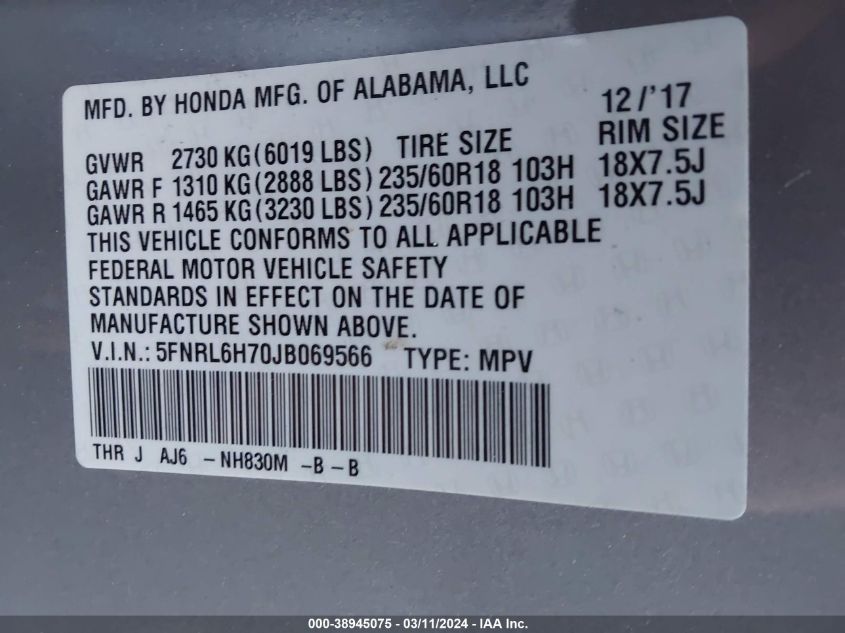 MFD. BY HONDA MFG. OF ALABAMA, LLC 12/'17
GVWR 2730 KG(6019 LBS) TIRE SIZE RIM SIZE
GAWR F 1310 KG(2888 LBS) 235/60R18 103H 18X7.5J
GAWR R 1465 KG(3230 LBS) 235/60R18 103H 18X7.5J
THIS VEHICLE CONFORMS TO ALL APPLICABLE
FEDERAL MOTOR VEHICLE SAFETY
STANDARDS IN EFFECT ON THE DATE OF
MANUFACTURE SHOWN ABOVE.
V.I.N.: 5FNRL6H70JB069566 TYPE: MPV
THR J AJ6 -NH830M -B-B
000-38945075 - 03/11/2024 - IAA Inc.